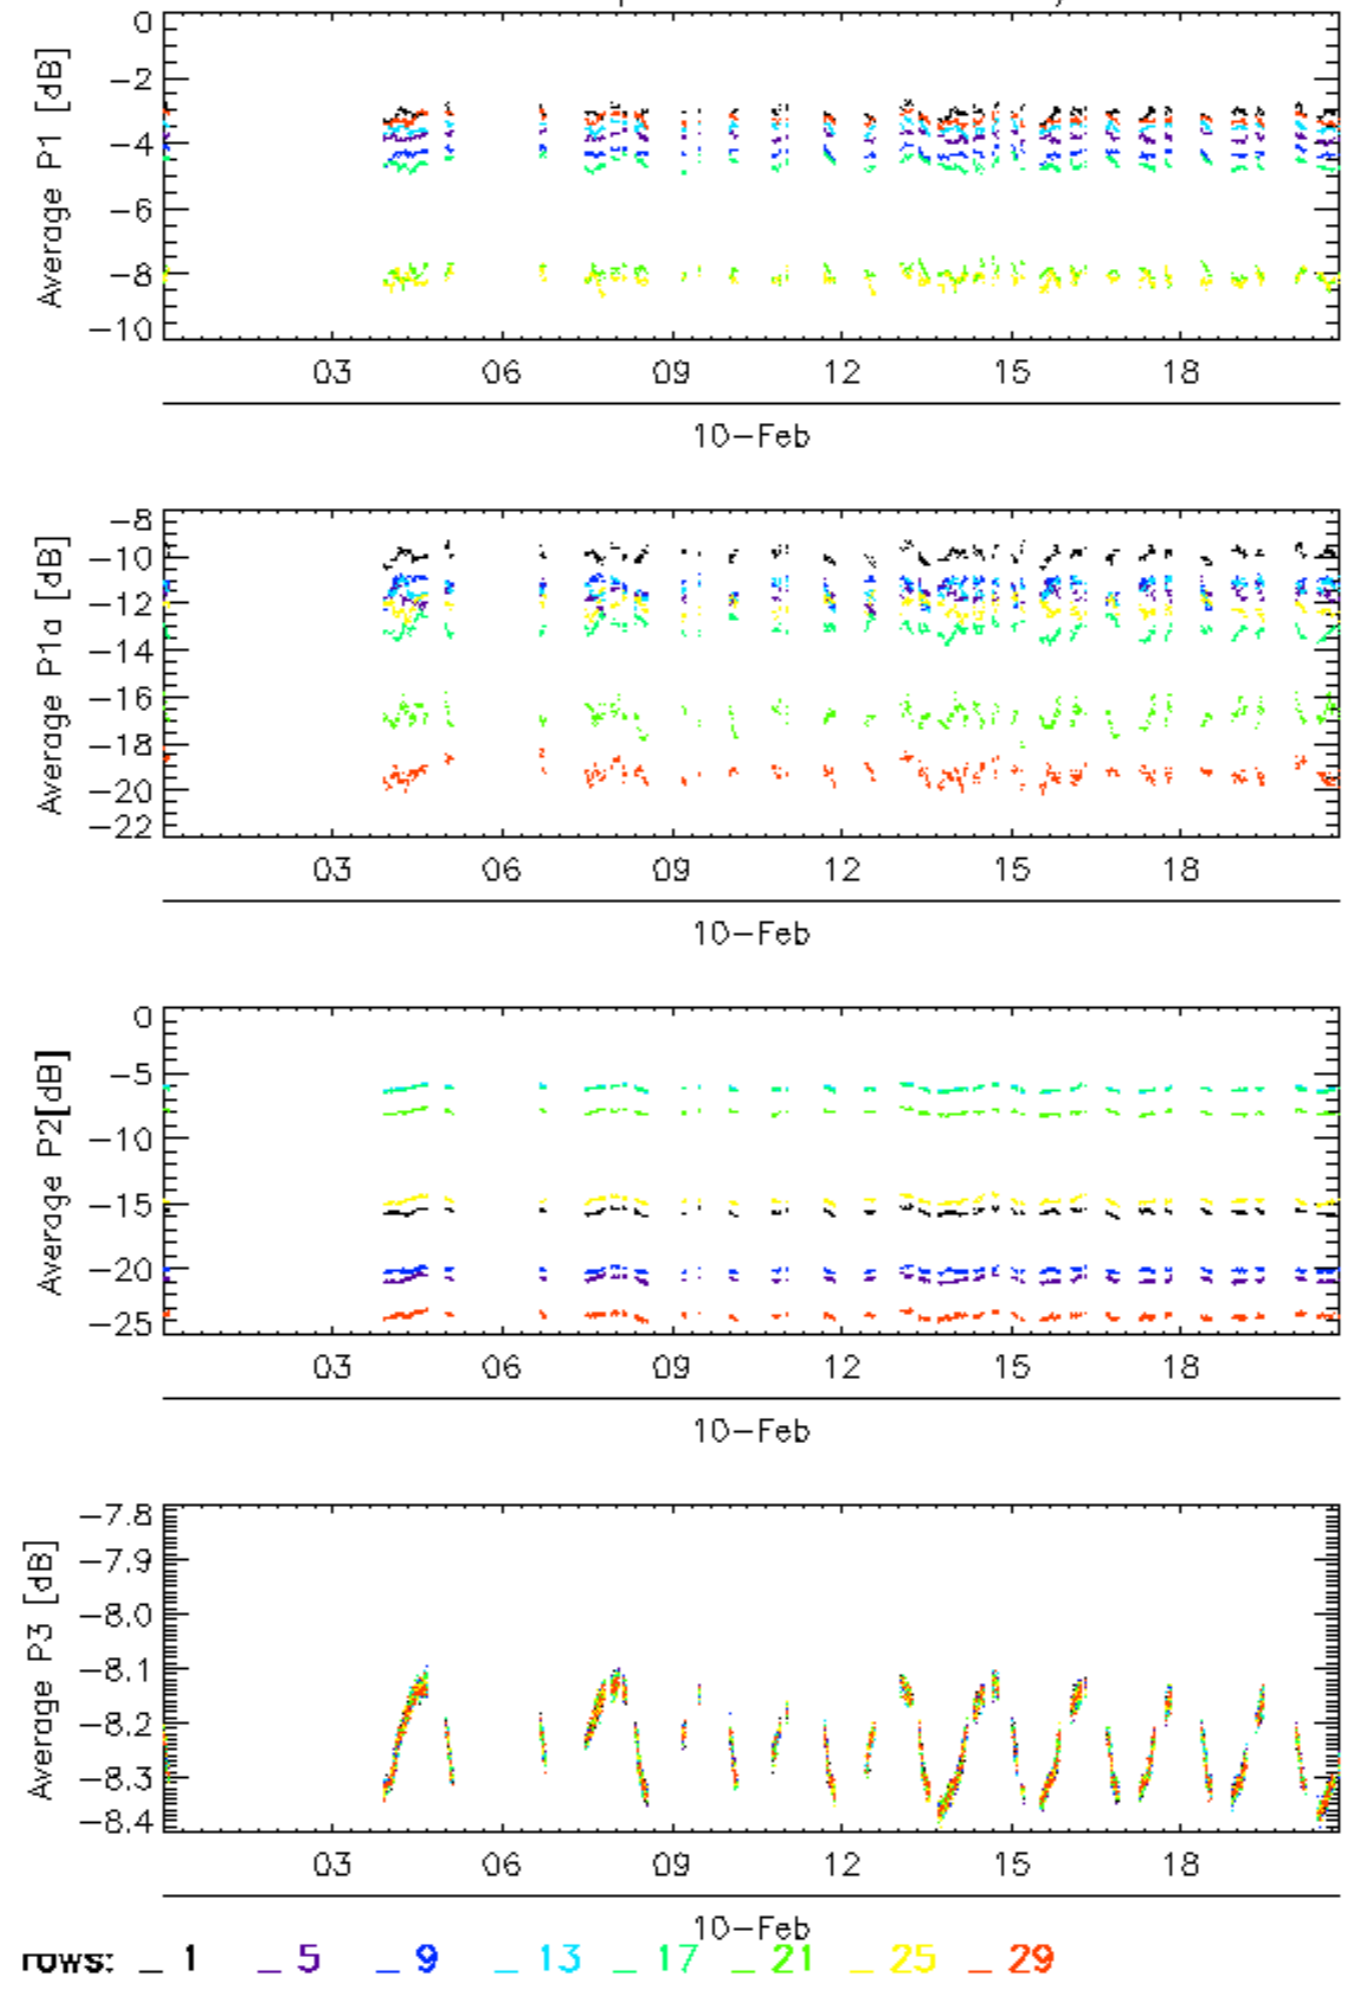 0
-2
-4
-6
-8
-10
Average P1 [dB]
03 06 09 12 15 18
10-Feb
-8
-10
-12
-14
-16
-18
-20
-22
Average P1a [dB]
03 06 09 12 15 18
10-Feb
0
-5
-10
-15
-20
-25
Average P2[dB]
03 06 09 12 15 18
10-Feb
-7.8
-7.9
-8.0
-8.1
-8.2
-8.3
-8.4
Average P3 [dB]
03 06 09 12 15 18
10-Feb
rows: _ 1 _ 5 _ 9 _ 13 _ 17 _ 21 _ 25 _ 29